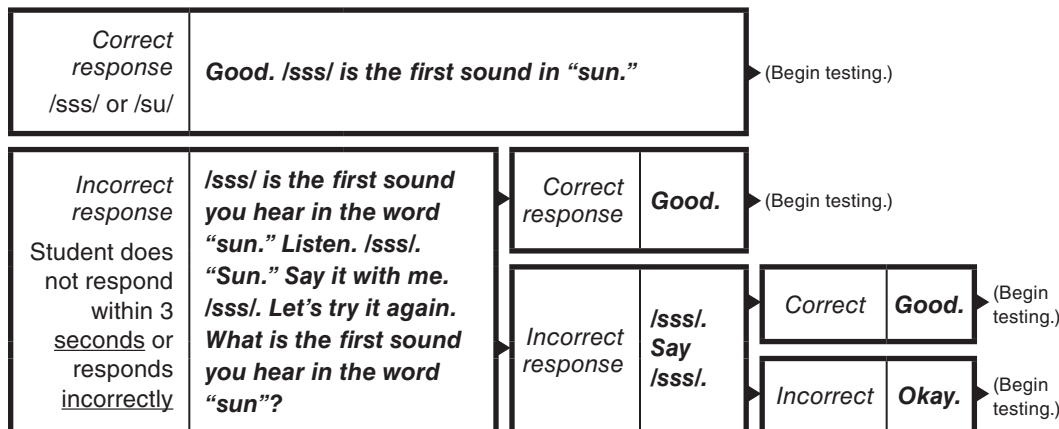 Correct
response
/sss/ or /su/
Good. /sss/ is the first sound in “sun.”
(Begin testing.)
Incorrect
response
Student does
not respond
within 3
seconds or
responds
incorrectly
/sss/ is the first sound
you hear in the word
“sun.” Listen. /sss/.
“Sun.” Say it with me.
/sss/. Let’s try it again.
What is the first sound
you hear in the word
“sun”?
Correct
response
Good.
(Begin testing.)
Incorrect
response
/sss/.
Say
/sss/.
Correct
Good.
(Begin
testing.)
Incorrect
Okay.
(Begin
testing.)